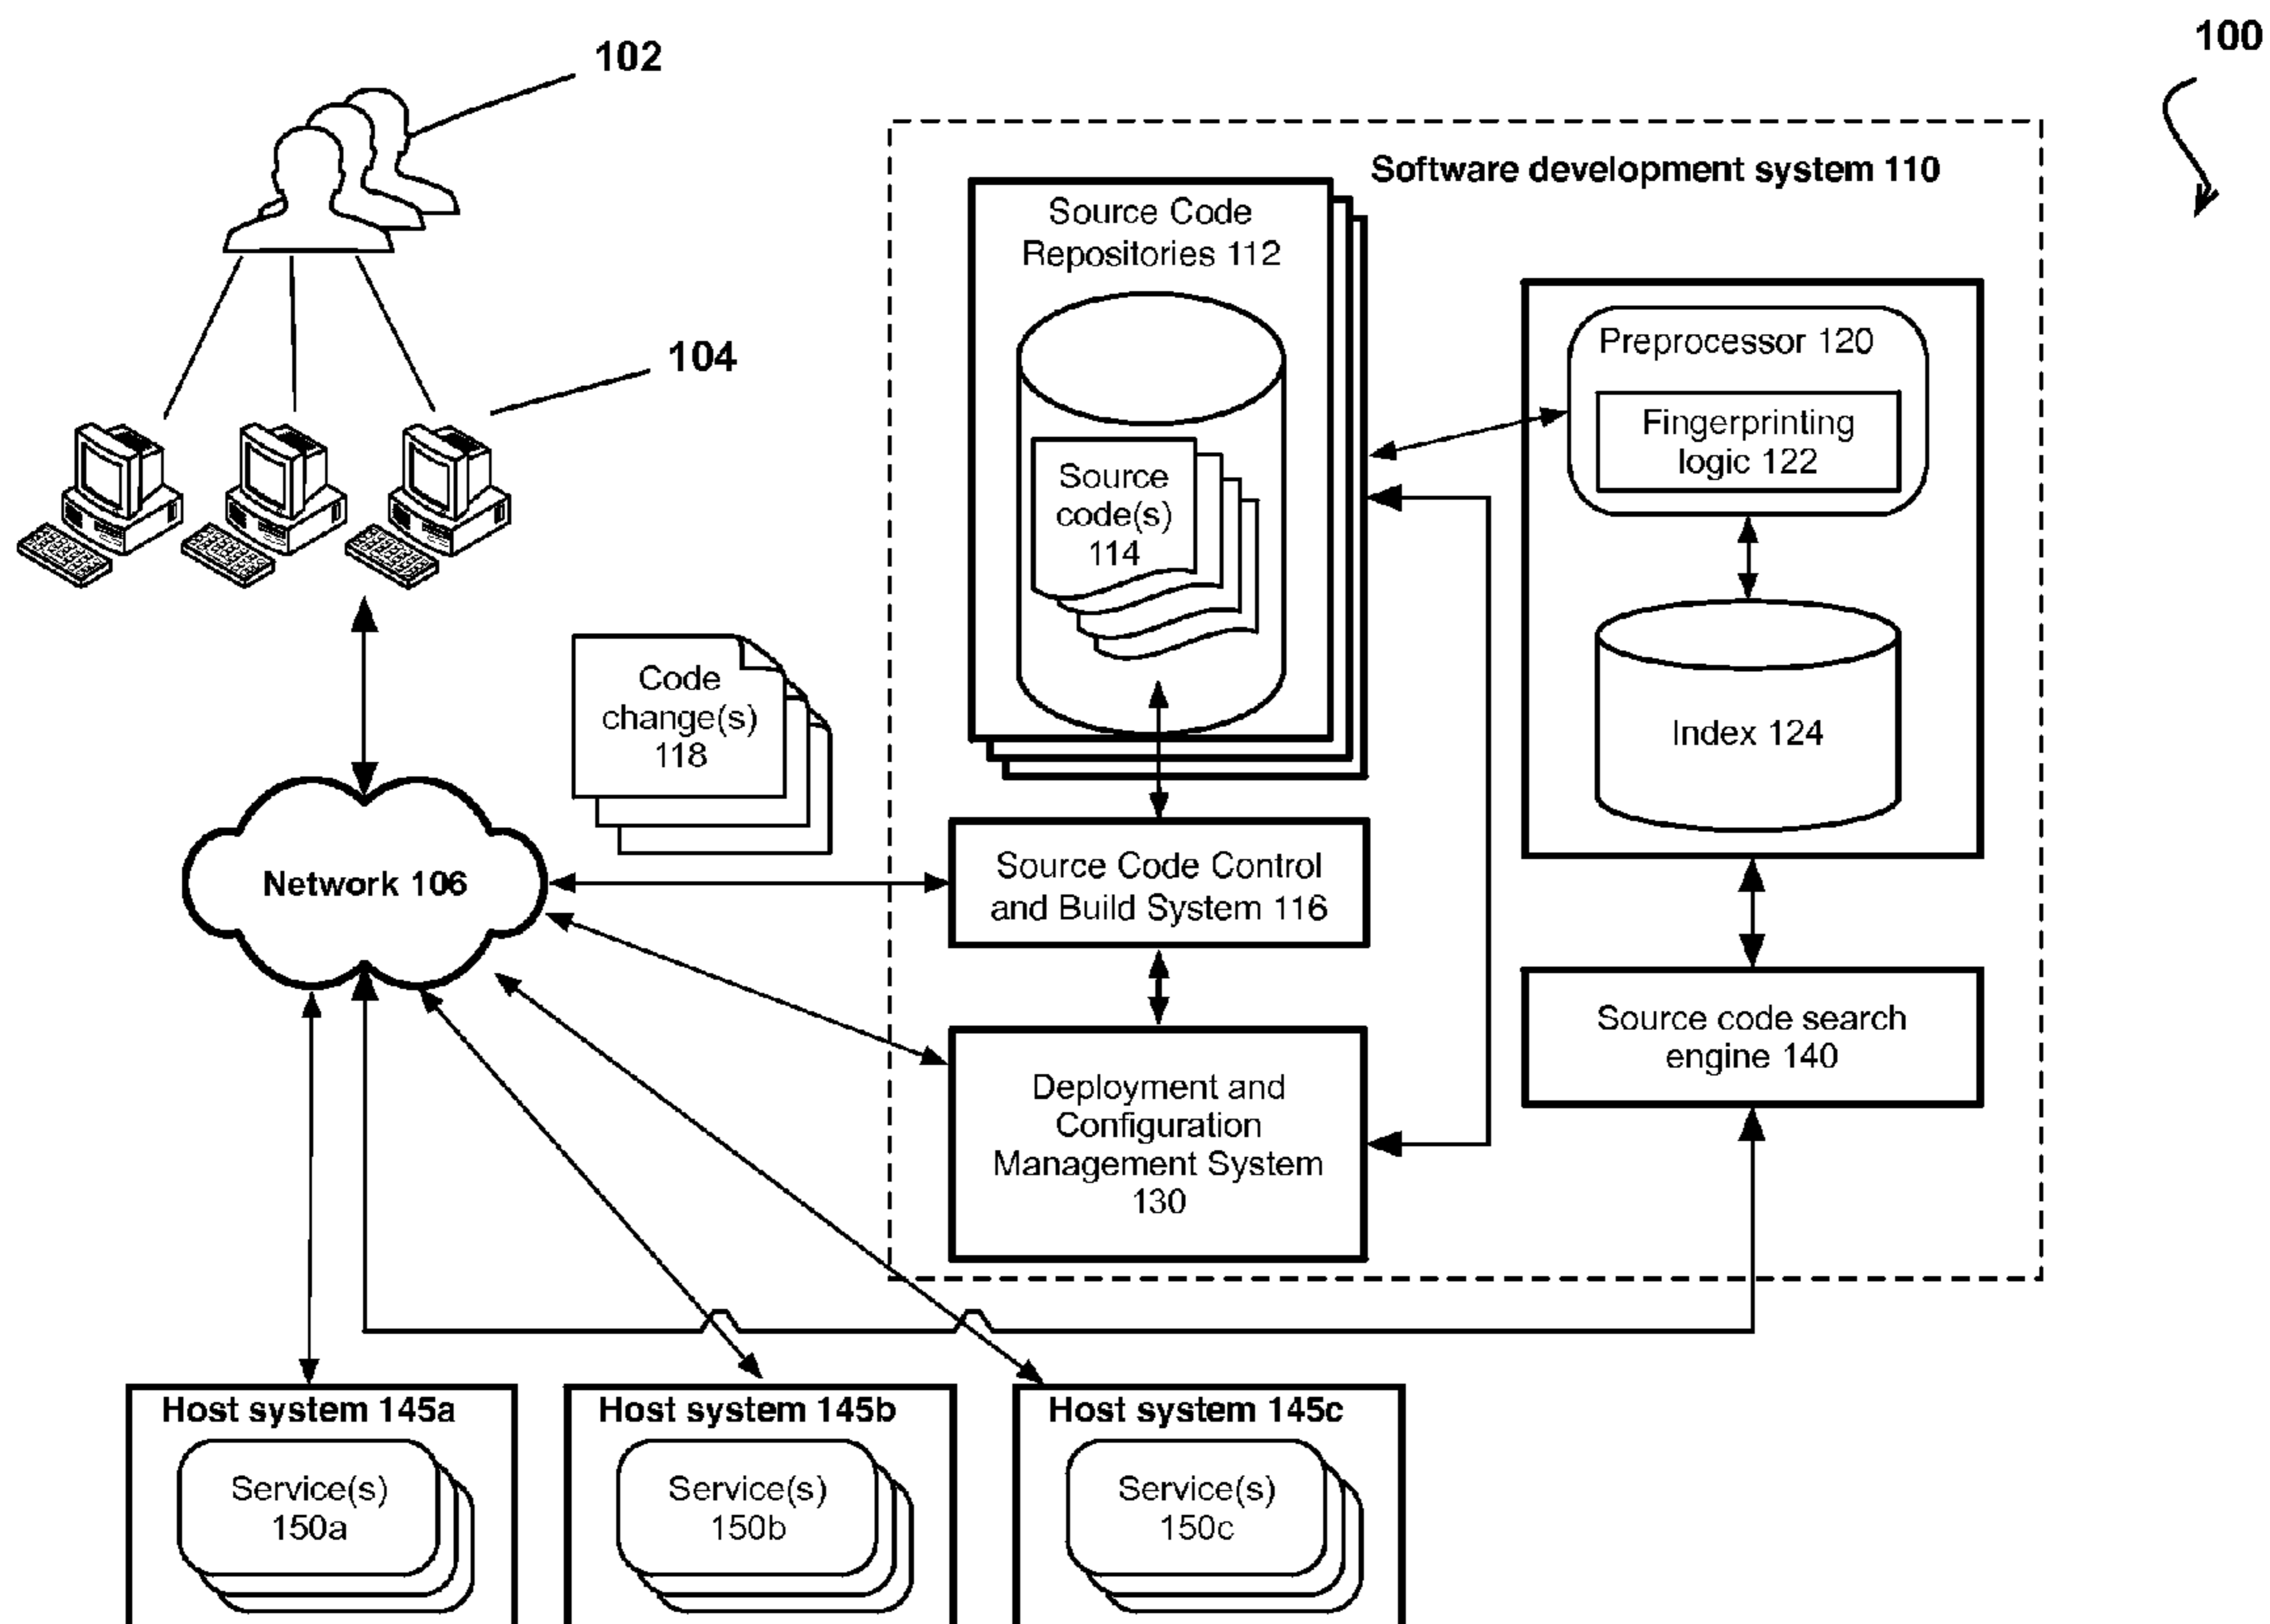 100
102
Software development system 110
Source Code
Repositories 112
Preprocessor 120
104
Fingerprinting
logic 122
Source
code(s)
114
Code
change(s)
118
Index 124
Network 106
Source Code Control
and Build System 116
Source code search
engine 140
Deployment and
Configuration
Management System
130
Host system 145a
Service(s)
150a
Host system 145b
Service(s)
150b
Host system 145c
Service(s)
150c